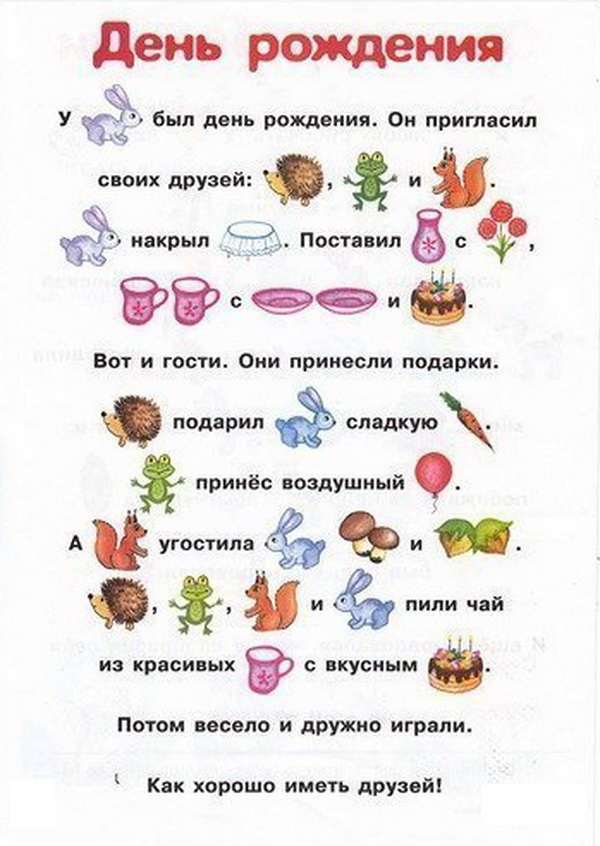 День рождения
У был день рождения. Он пригласил
своих друзей: , и .
накрыл . Поставил с ,
с и .
Вот и гости. Они принесли подарки.
подарил сладкую .
принёс воздушный .
А угостила и .
, , и пили чай
из красивых с вкусным .
Потом весело и дружно играли.
Как хорошо иметь друзей!